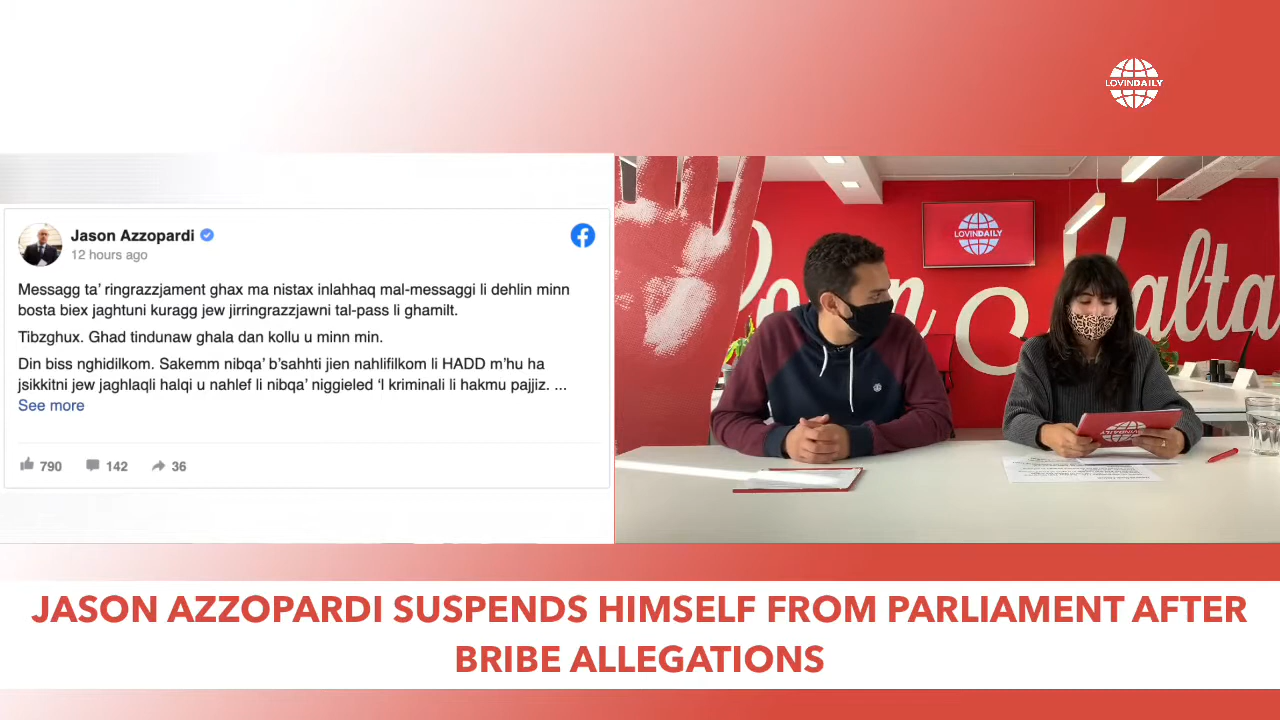 LOVINDAILY
Jason Azzopardi
12 hours ago
Messagg ta’ ringrazzjament ghax ma nistax inlahhaq mal-messaggi li dehlin minn
bosta biex jaghtuni kuragg jew jirringrazzjawni tal-pass li ghamilt.
Tibzghux. Ghad tindunaw ghala dan kollu u minn min.
Din biss nghidilkom. Sakemm nibqa’ b’sahhti jien nahlifilkom li HADD m’hu ha
jsikkitni jew jaghlaqli halqi u nahlef li nibqa’ niggieled ‘l kriminali li hakmu pajjiz. ...
See more
790 142 36
LOVINDAILY
Malta
LOVINDAILY
JASON AZZOPARDI SUSPENDS HIMSELF FROM PARLIAMENT AFTER
BRIBE ALLEGATIONS